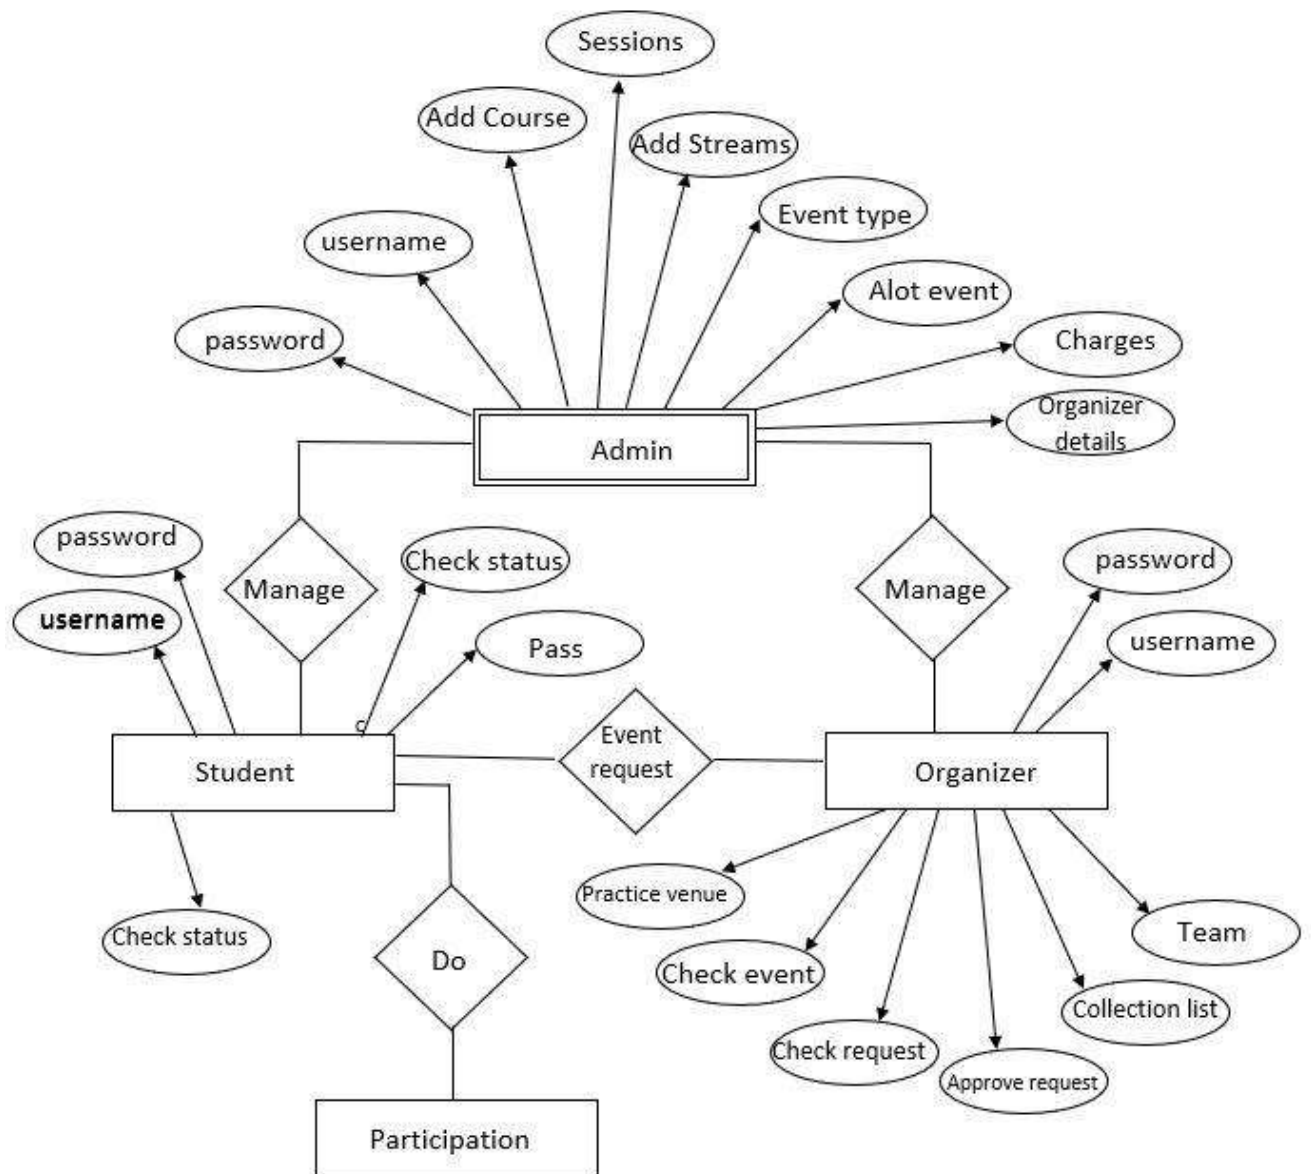 Sessions
Add Course
Add Streams
Event type
username
Alot event
password
Charges
Organizer
details
Admin
password
Check status
password
Manage
Manage
username
username
Pass
c
Event
request
Student
Organizer
Practice venue
Team
Check status
Do
Check event
Collection list
Check request
Approve request
Participation